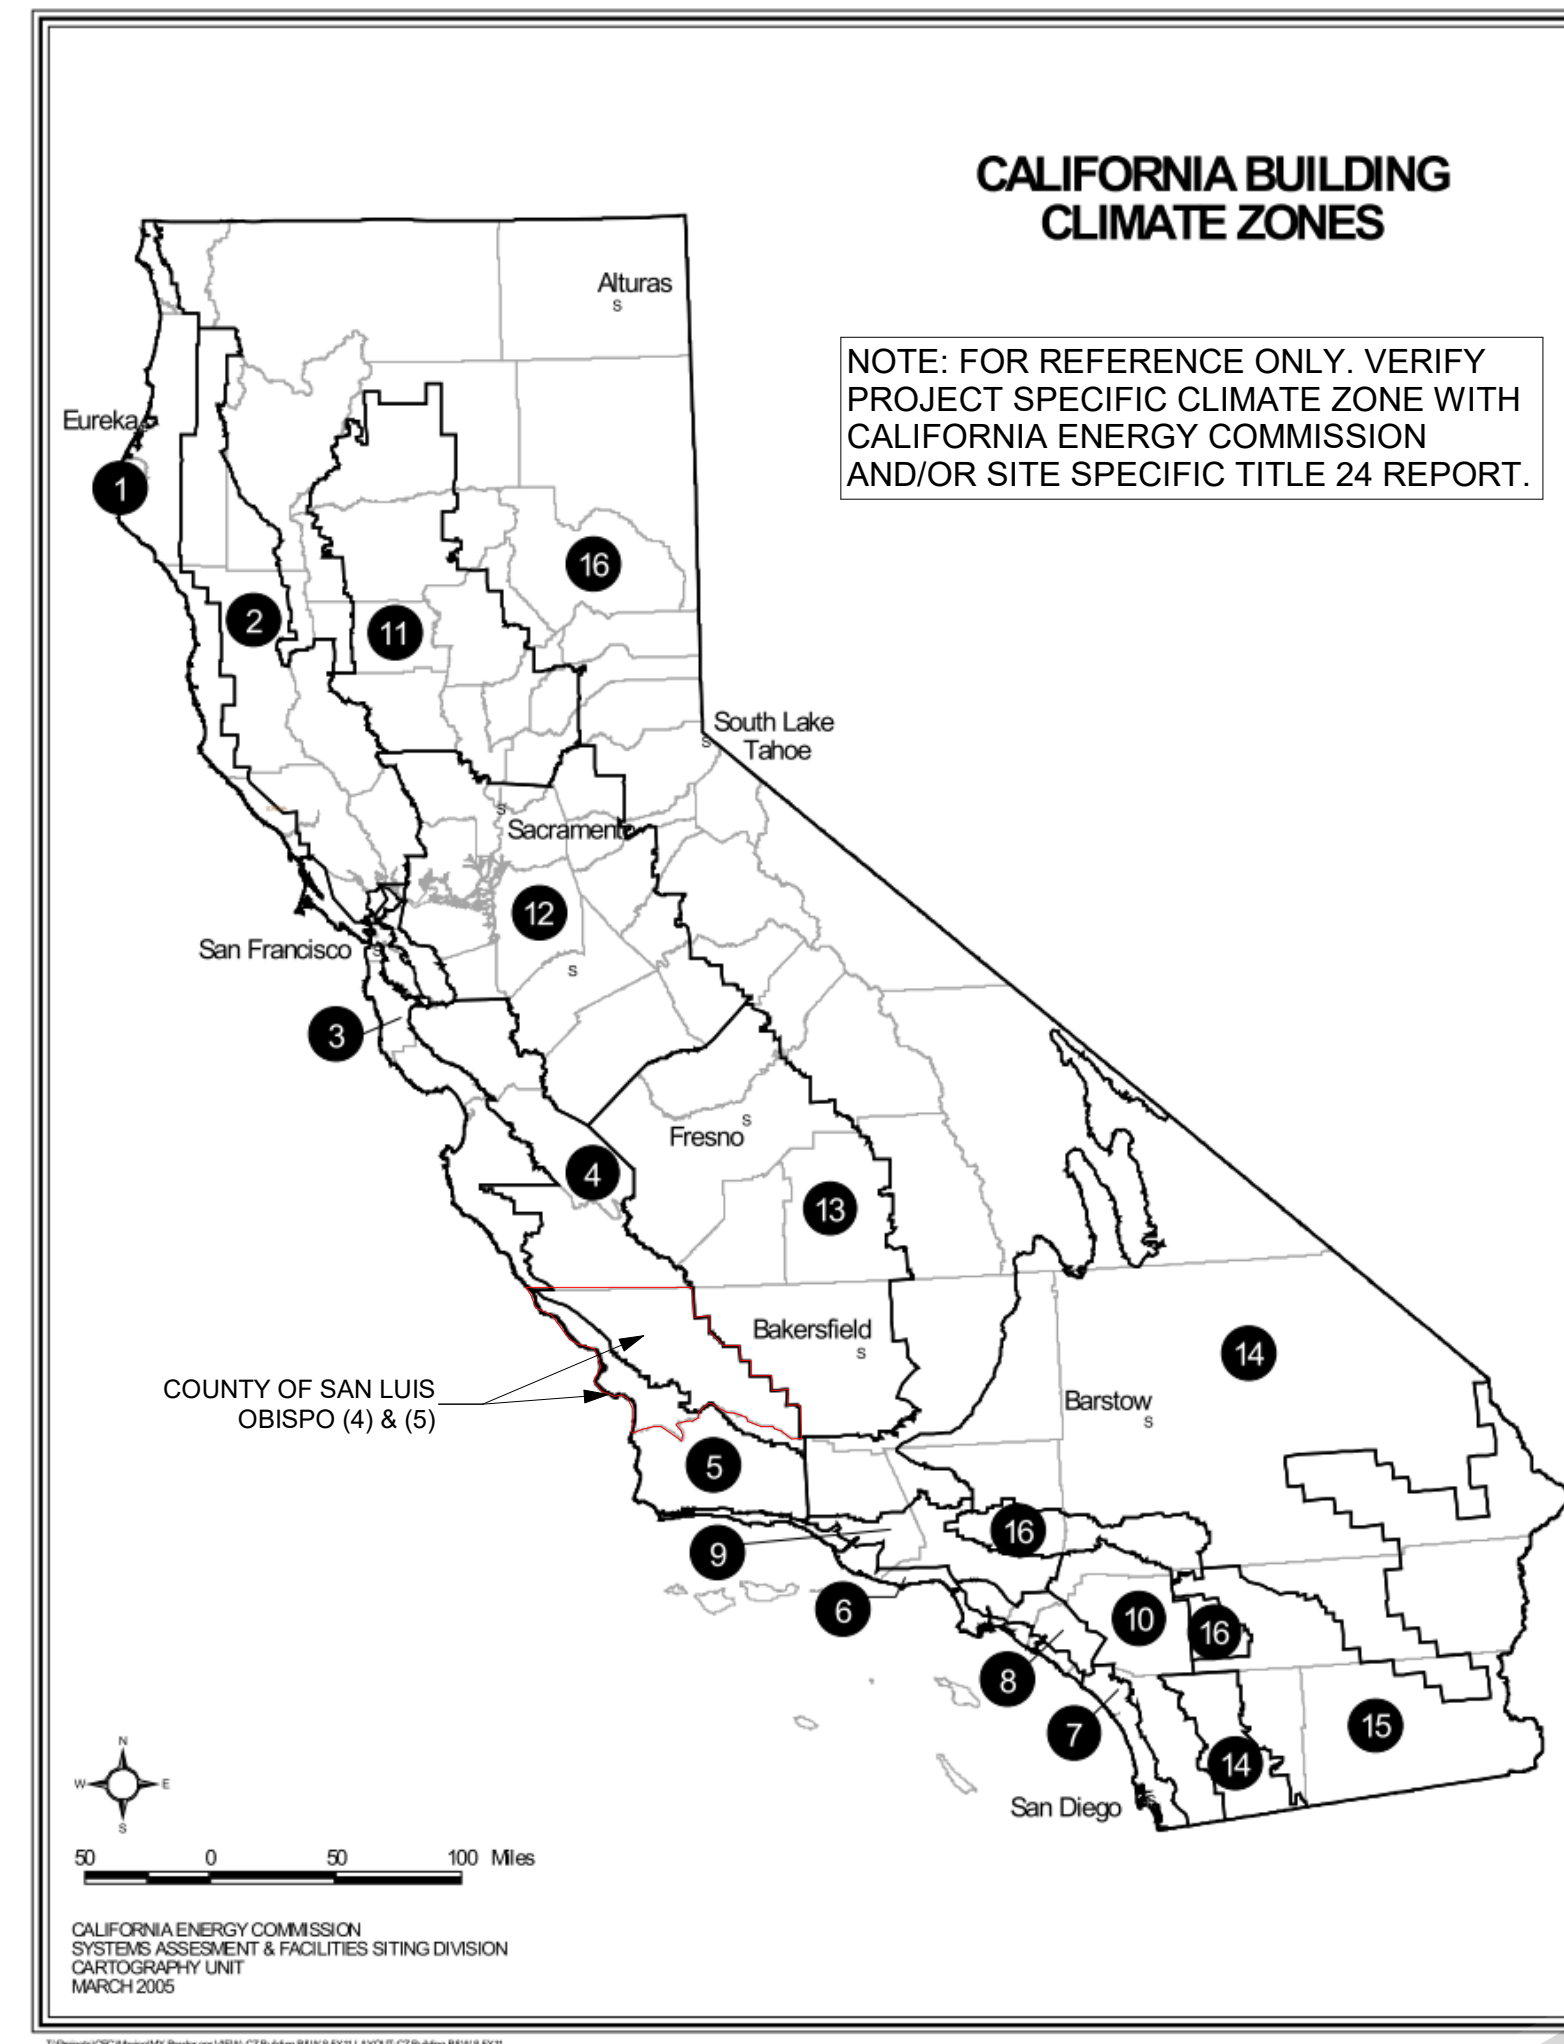 CALIFORNIA BUILDING
CLIMATE ZONES
Alturas
S
NOTE: FOR REFERENCE ONLY. VERIFY
PROJECT SPECIFIC CLIMATE ZONE WITH
CALIFORNIA ENERGY COMMISSION
AND/OR SITE SPECIFIC TITLE 24 REPORT.
Eureka
1
16
2
11
South Lake
Tahoe
S
S
Sacramento
12
San Francisco
S
S
3
Fresno
S
4
13
Bakersfield
S
14
COUNTY OF SAN LUIS
OBISPO (4) & (5)
Barstow
S
5
16
9
6
10
16
8
7
15
14
San Diego
S
N
W
E
S
50 0 50 100 Miles
CALIFORNIA ENERGY COMMISSION
SYSTEMS ASSESMENT & FACILITIES SITING DIVISION
CARTOGRAPHY UNIT
MARCH 2005